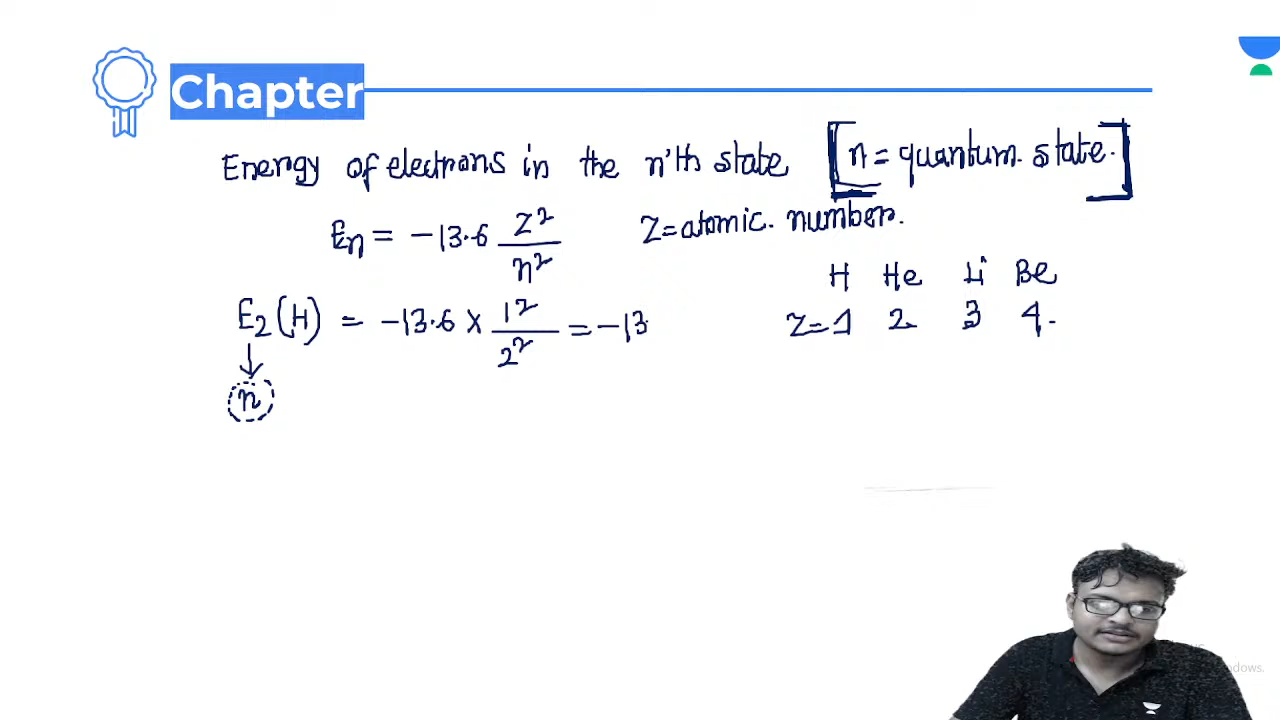 Chapter
Energy of electrons in the n'th state [n = quantum state.]
En = -13.6 Z²/n² Z = atomic number.
H He Li Be
E₂(H) = -13.6 × 1²/2² = -13 Z = 1 2 3 4
n
dows.